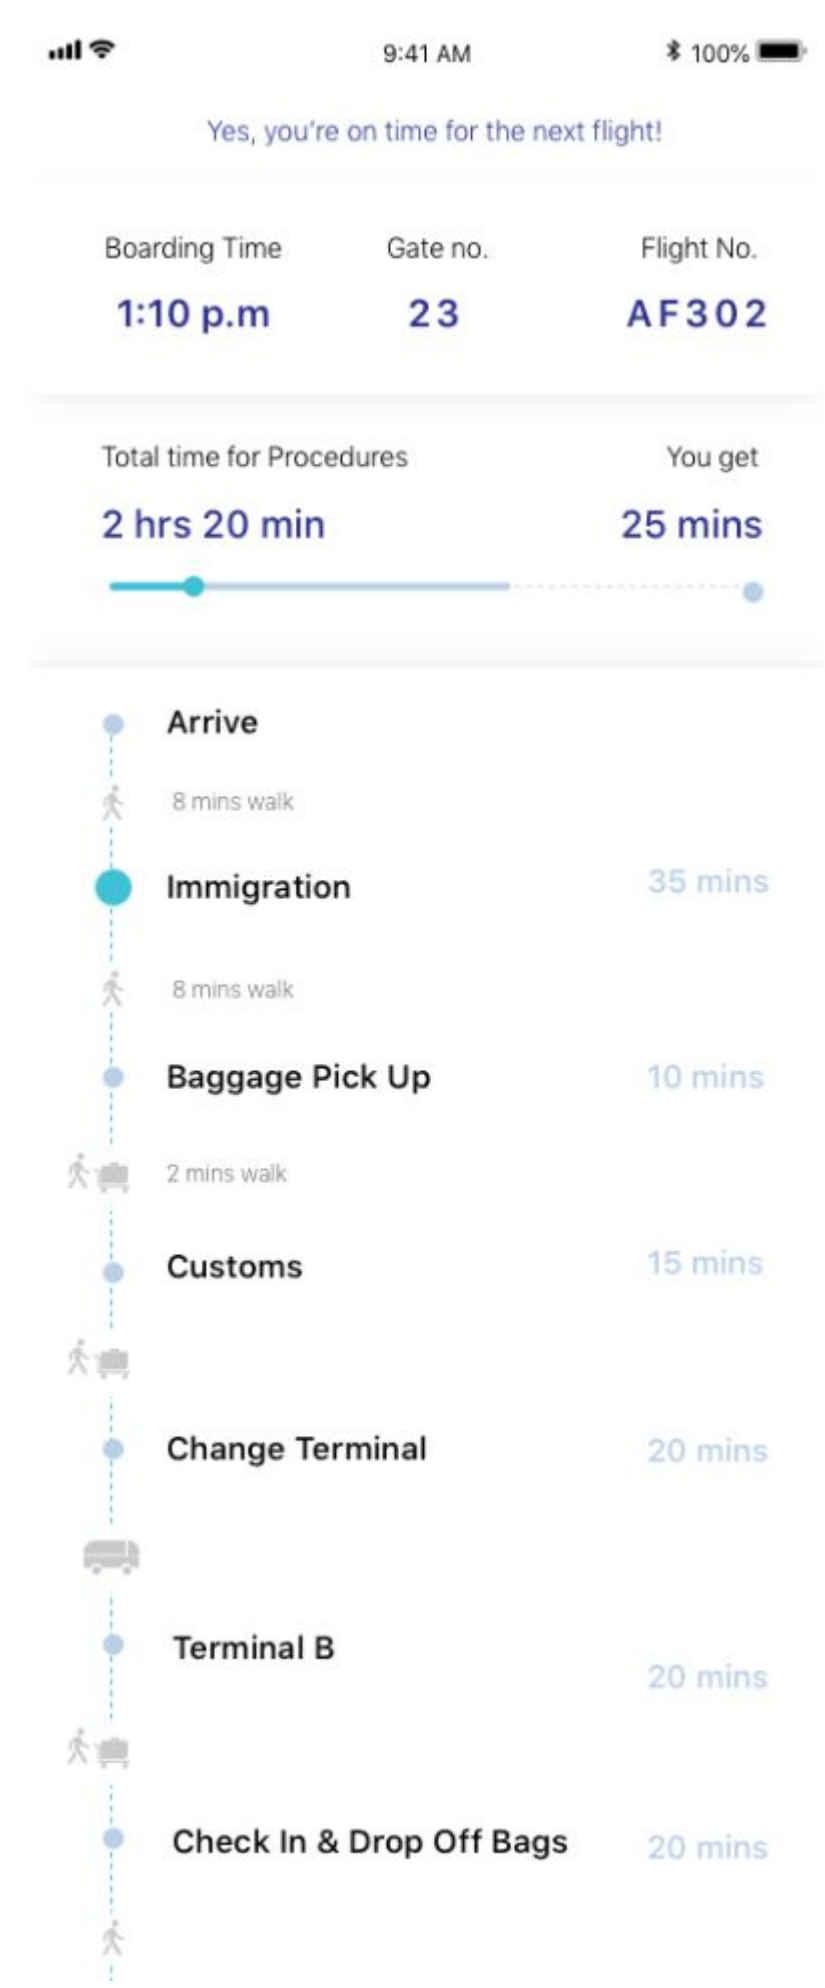 9:41 AM 100%
Yes, you're on time for the next flight!
Boarding Time Gate no. Flight No.
1:10 p.m 23 AF302
Total time for Procedures You get
2 hrs 20 min 25 mins
Arrive
8 mins walk
Immigration 35 mins
8 mins walk
Baggage Pick Up 10 mins
2 mins walk
Customs 15 mins
Change Terminal 20 mins
Terminal B
20 mins
Check In & Drop Off Bags 20 mins